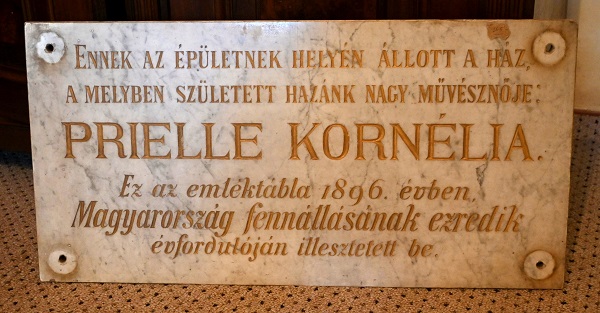 ENNEK AZ ÉPÜLETNEK HELYÉN ÁLLOTT A HÁZ,
A MELYBEN SZÜLETETT HAZÁNK NAGY MŰVÉSZNŐJE:
PRIELLE KORNÉLIA.
Ez az emléktábla 1896. évben,
Magyarország fennállásának ezredik
évfordulóján illesztetett be.